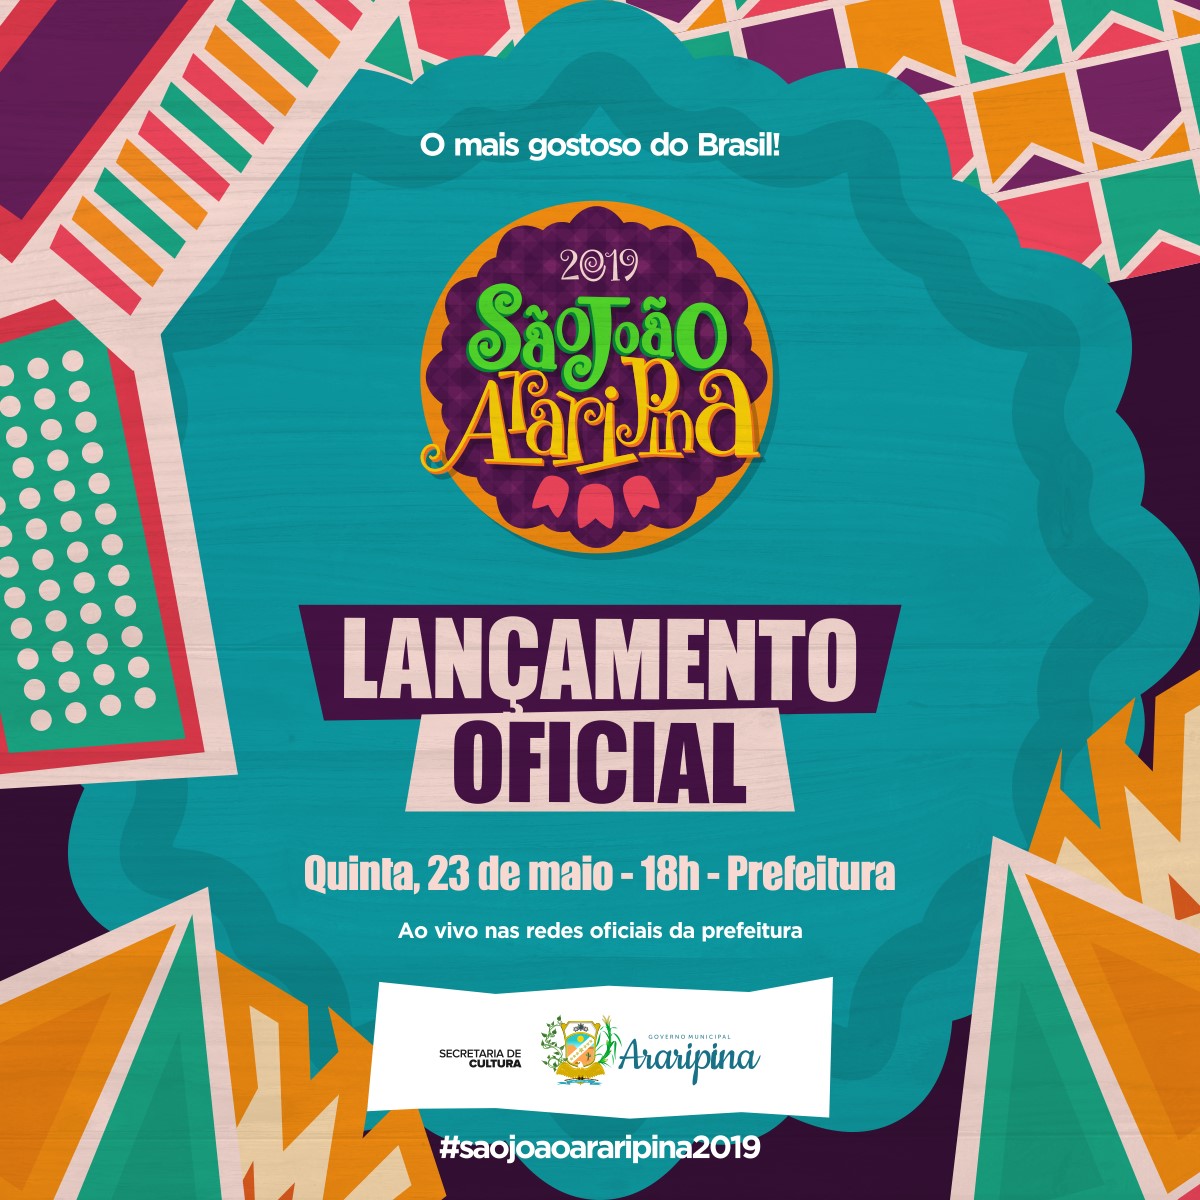 O mais gostoso do Brasil!
2019
São João
Araripina
LANÇAMENTO
OFICIAL
Quinta, 23 de maio - 18h - Prefeitura
Ao vivo nas redes oficiais da prefeitura
SECRETARIA DE
CULTURA
GOVERNO MUNICIPAL
Araripina
#saojoaoararipina2019